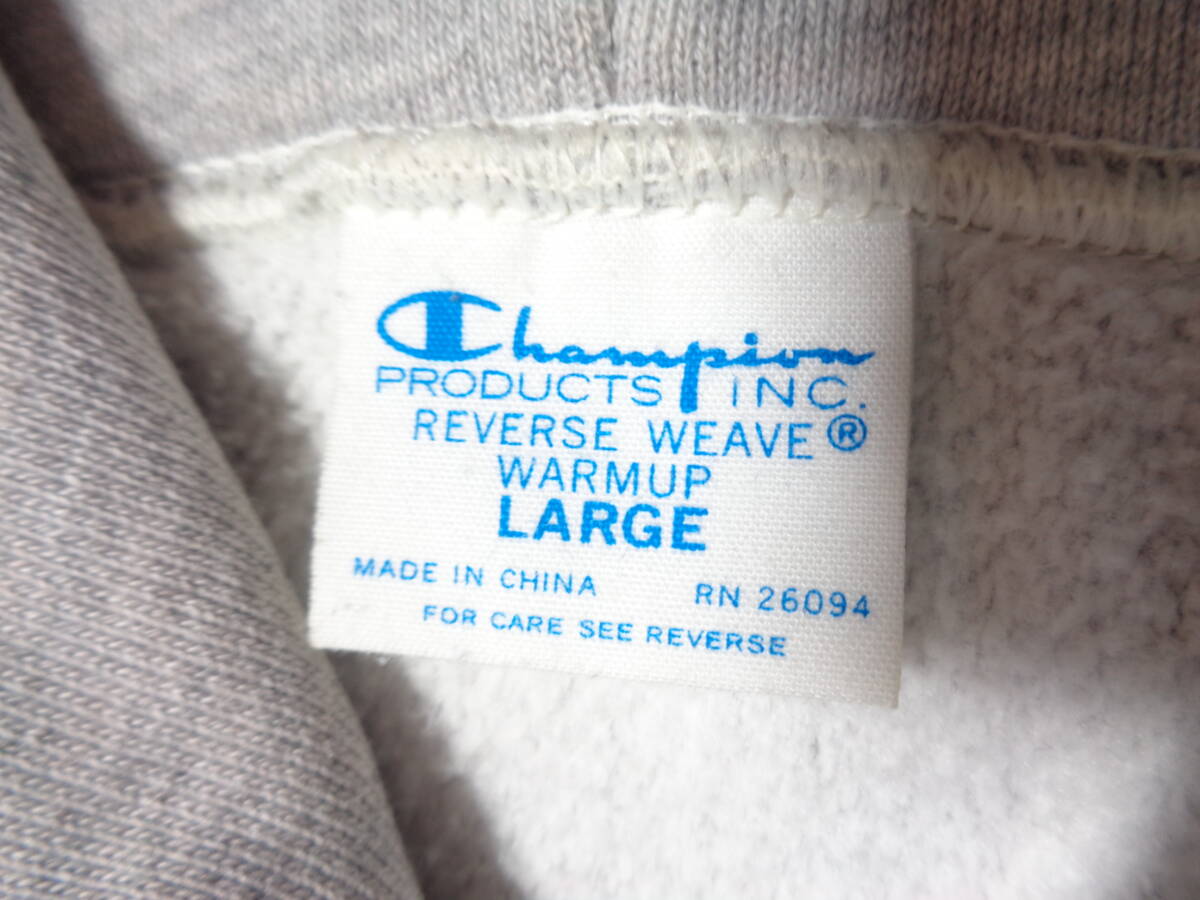 Champion
PRODUCTS INC.
REVERSE WEAVE®
WARMUP
LARGE
MADE IN CHINA RN 26094
FOR CARE SEE REVERSE